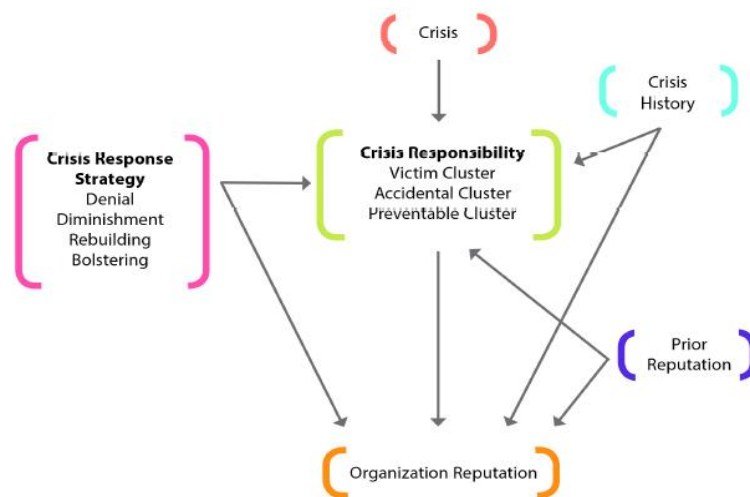 Crisis
Crisis
History
Crisis Response
Strategy
Denial
Diminishment
Rebuilding
Bolstering
Crisis Responsibility
Victim Cluster
Accidental Cluster
Preventable Cluster
Prior
Reputation
Organization Reputation